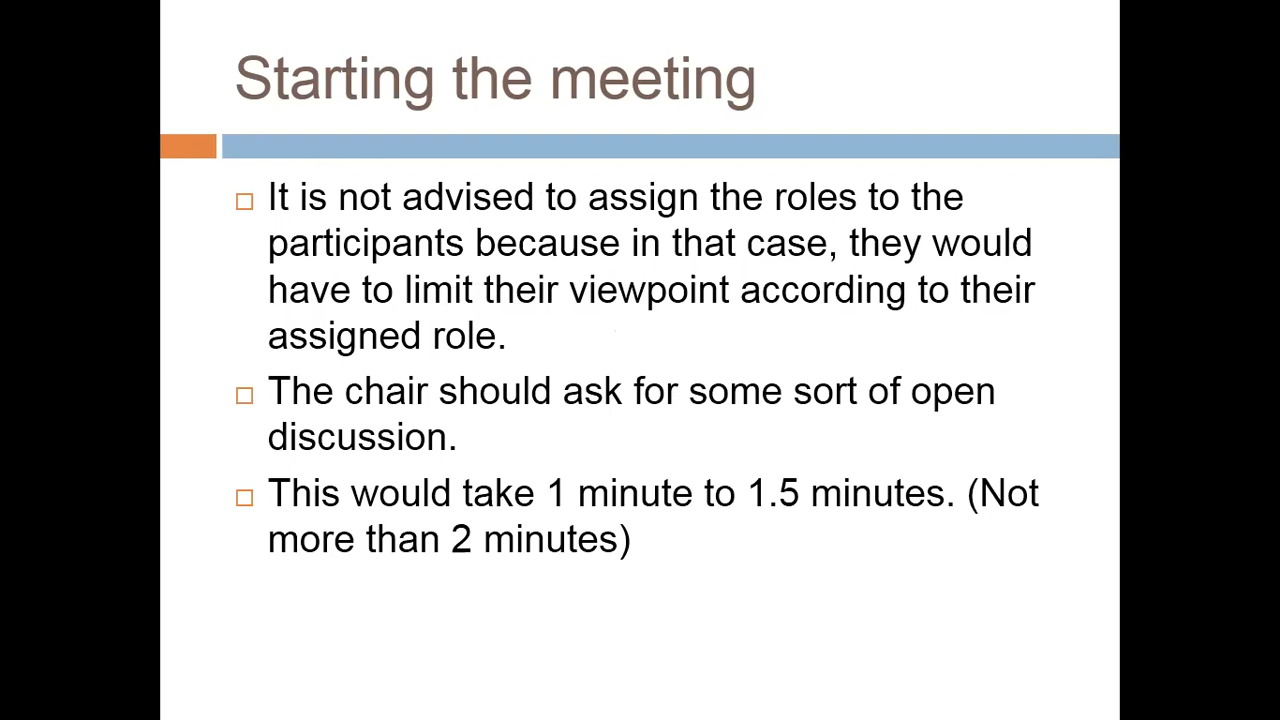 Starting the meeting
It is not advised to assign the roles to the
participants because in that case, they would
have to limit their viewpoint according to their
assigned role.
The chair should ask for some sort of open
discussion.
This would take 1 minute to 1.5 minutes. (Not
more than 2 minutes)